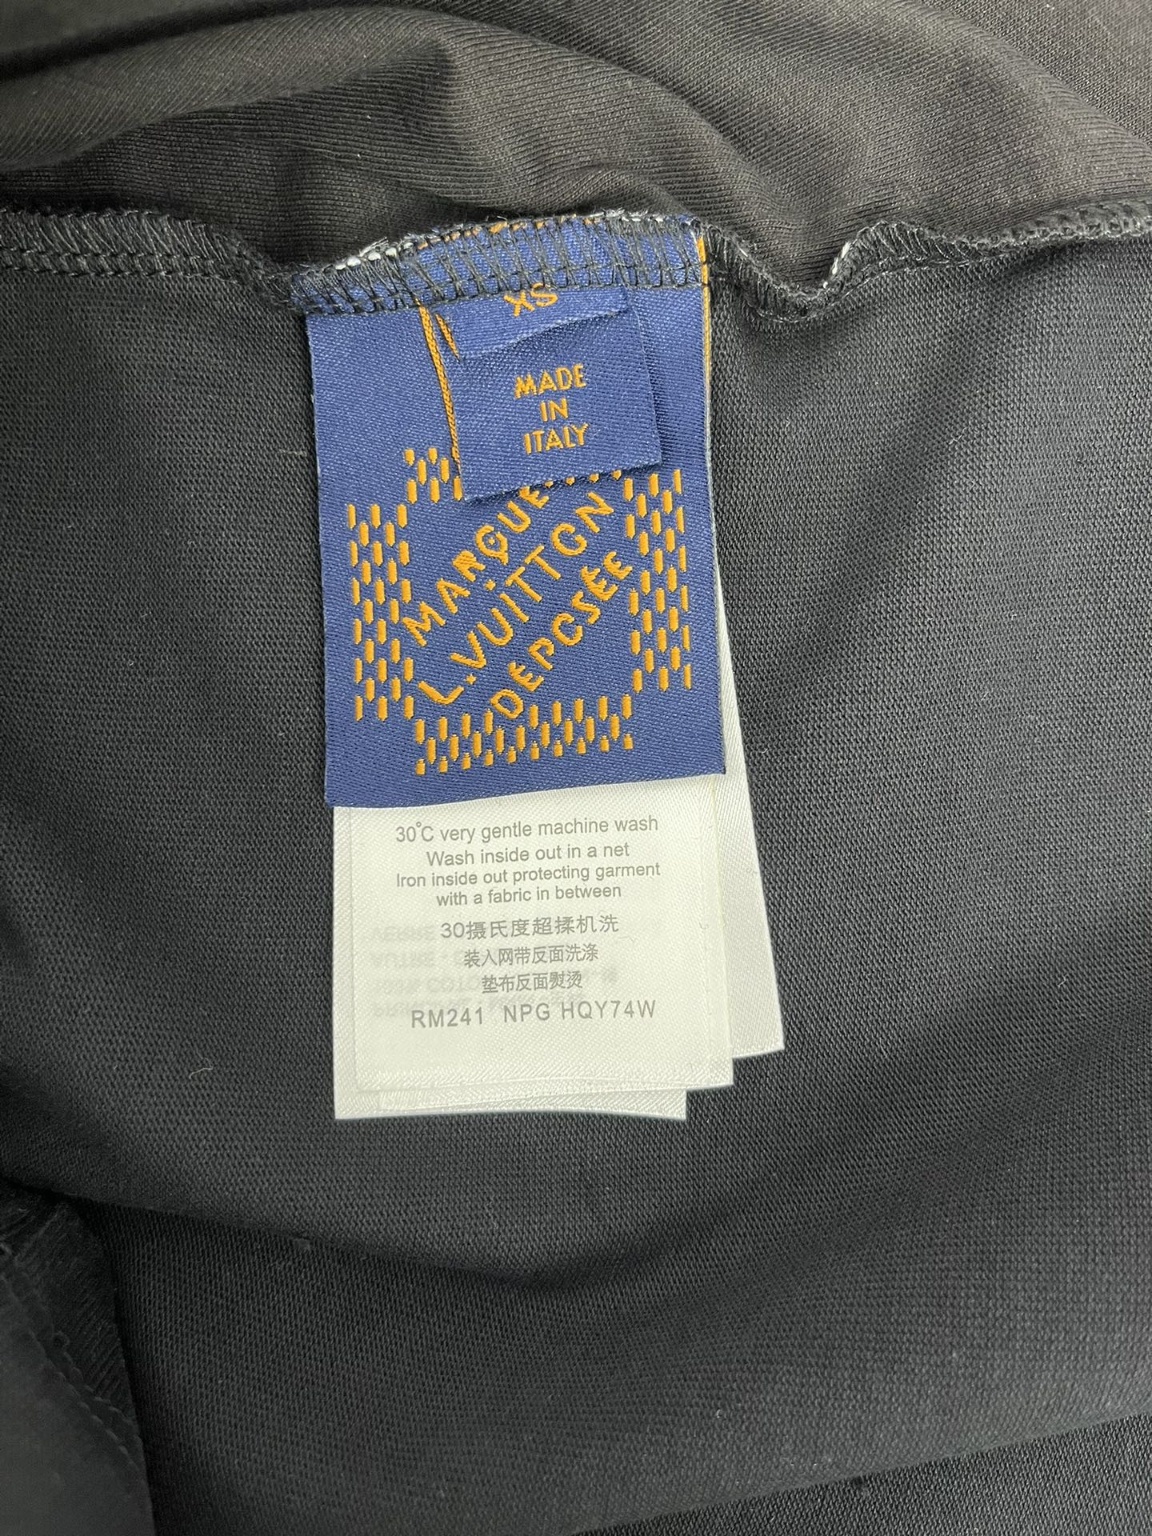 XS
MADE
IN
ITALY
MARQUE
L.VUITTON
DÉPOSÉE
30°C very gentle machine wash
Wash inside out in a net
Iron inside out protecting garment
with a fabric in between
30摄氏度超揉机洗
装入网带反面洗涤
垫布反面熨烫
RM241 NPG HQY74W